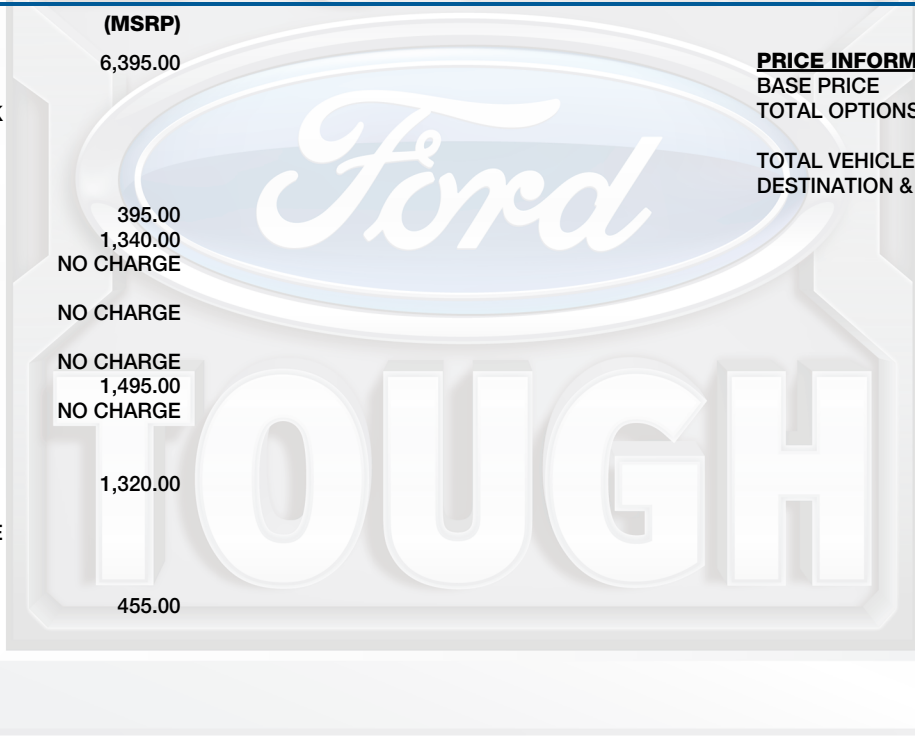 (MSRP)
6,395.00
395.00
1,340.00
NO CHARGE
NO CHARGE
NO CHARGE
1,495.00
NO CHARGE
1,320.00
455.00
PRICE INFORM
BASE PRICE
TOTAL OPTIONS
TOTAL VEHICLE
DESTINATION &
Ford
TOUGH